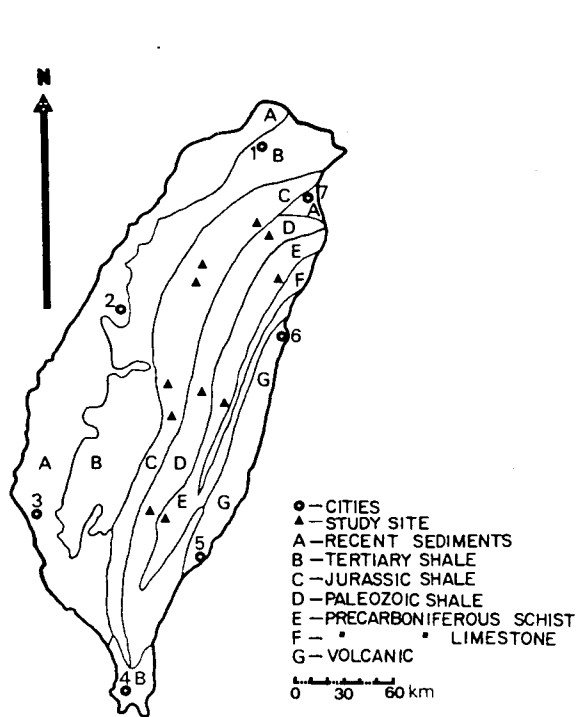 N
A
1 B
C 7
A
D
E
F
2
6
G
A B C D
E G
3
5
4 B
⊚ – CITIES
▲ – STUDY SITE
A – RECENT SEDIMENTS
B – TERTIARY SHALE
C – JURASSIC SHALE
D – PALEOZOIC SHALE
E – PRECARBONIFEROUS SCHIST
F – " " LIMESTONE
G – VOLCANIC
0 30 60 km